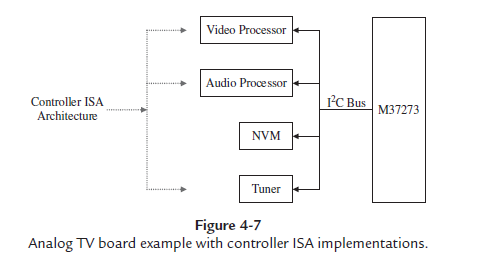 Video Processor
Audio Processor
Controller ISA
Architecture
I²C Bus
M37273
NVM
Tuner
Figure 4-7
Analog TV board example with controller ISA implementations.